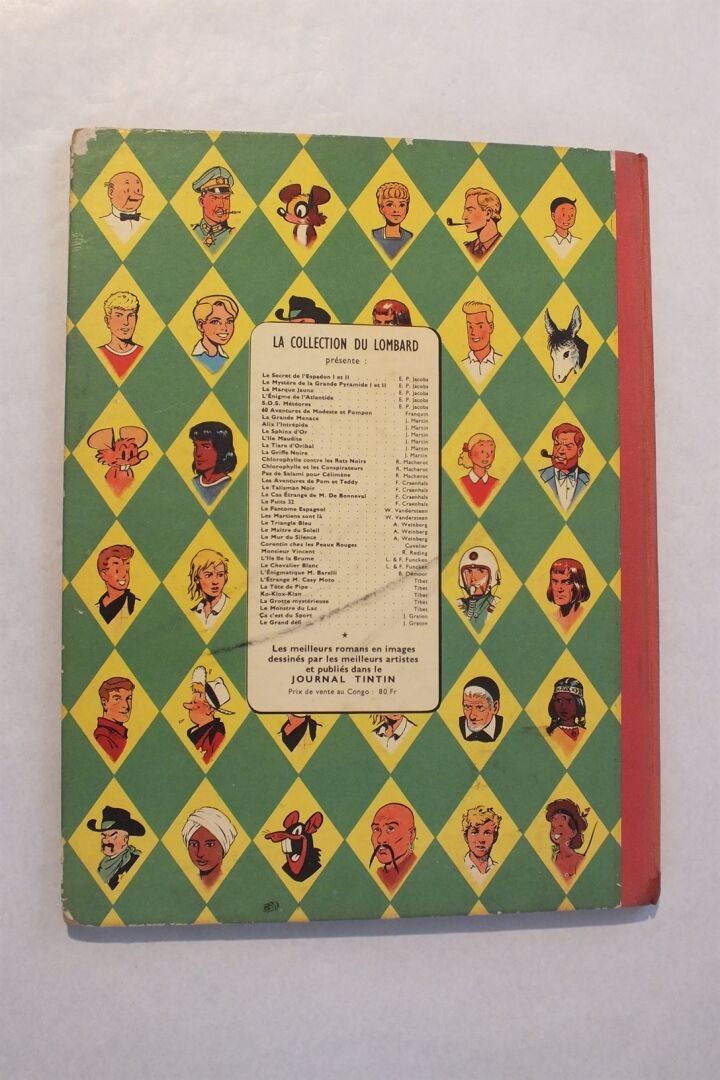 LA COLLECTION DU LOMBARD
présente :
Le Secret de l'Espadon I et II E. P. Jacobs
Le Mystère de la Grande Pyramide I et II E. P. Jacobs
La Marque Jaune E. P. Jacobs
L'Énigme de l'Atlantide E. P. Jacobs
S.O.S. Météores E. P. Jacobs
60 Aventures de Modeste et Pompon Franquin
La Grande Menace J. Martin
Alix l'Intrépide J. Martin
Le Sphinx d'Or J. Martin
L'Ile Maudite J. Martin
La Tiare d'Oribal J. Martin
La Griffe Noire J. Martin
Chlorophylle contre les Rats Noirs R. Macherot
Chlorophylle et les Conspirateurs R. Macherot
Pas de Salami pour Célimène R. Macherot
Les Aventures de Pom et Teddy F. Craenhals
Le Talisman Noir F. Craenhals
Le Cas Étrange de M. De Bonneval F. Craenhals
Le Puits 32 F. Craenhals
Le Fantome Espagnol W. Vandersteen
Les Martiens sont là W. Vandersteen
Le Triangle Bleu A. Weinberg
Le Maître du Soleil A. Weinberg
Le Mur du Silence A. Weinberg
Corentin chez les Peaux Rouges Cuvelier
Monsieur Vincent R. Reding
L'Ile de la Brume L. & F. Funcken
Le Chevalier Blanc L. & F. Funcken
L'Énigmatique M. Barelli B. Demoor
L'Étrange M. Casy Moto Tibet
La Tête de Pipe Tibet
Ko-Klox-Klan Tibet
La Grotte mystérieuse Tibet
Le Monstre du Lac Tibet
Ça c'est du Sport J. Graton
Le Grand défi J. Graton
Les meilleurs romans en images
dessinés par les meilleurs artistes
et publiés dans le
JOURNAL TINTIN
Prix de vente au Congo : 80 Fr